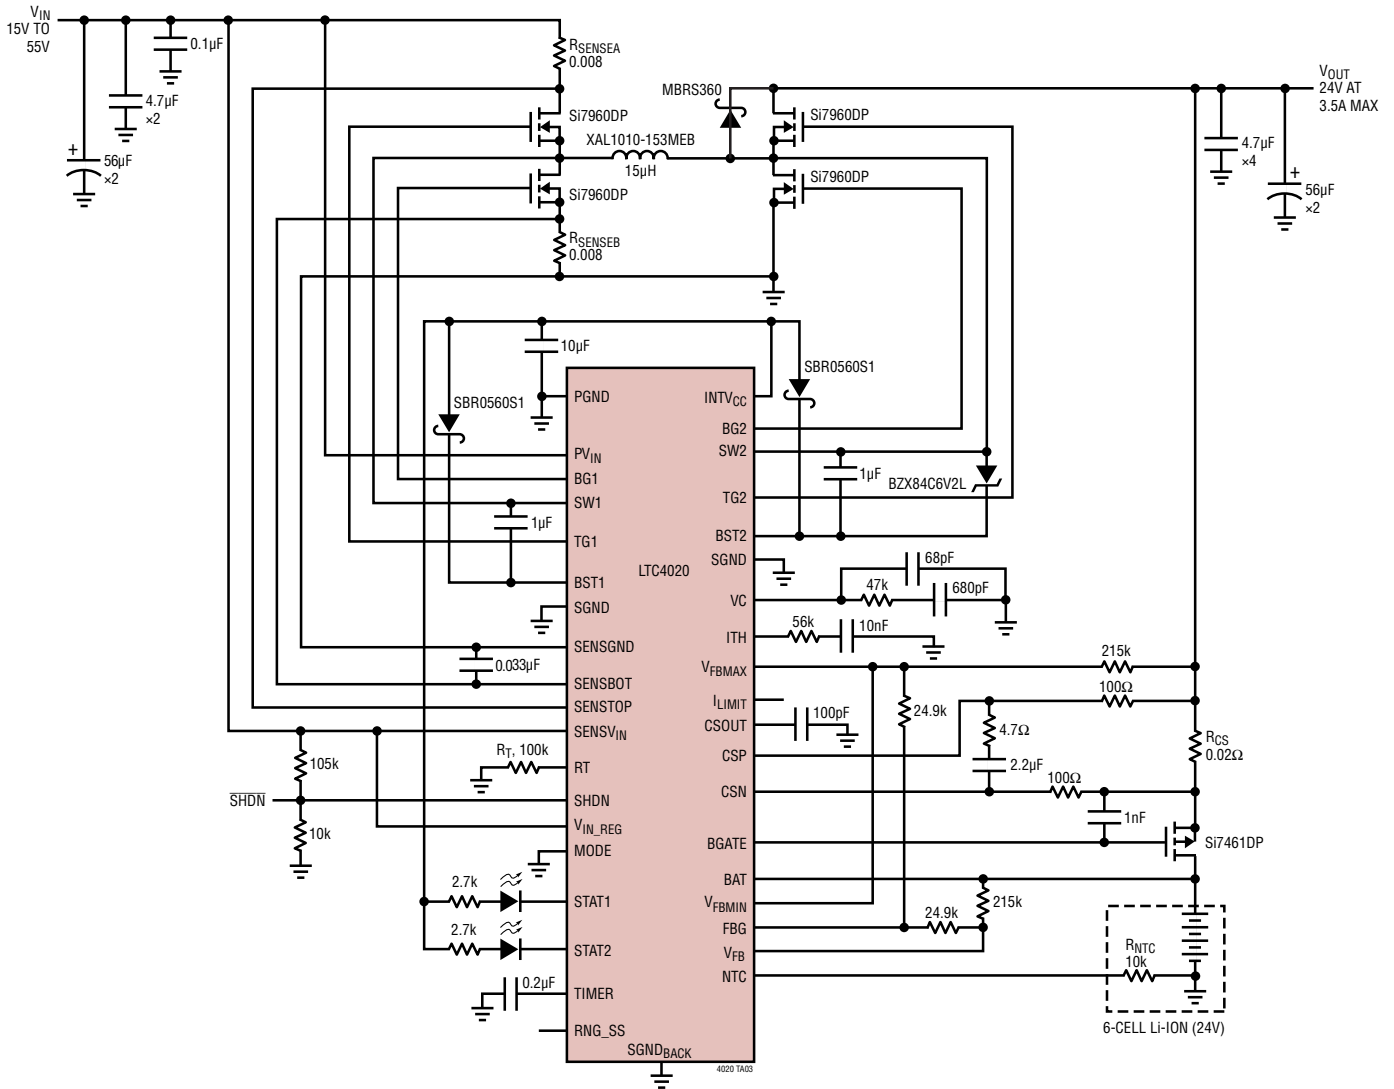 VIN
15V TO
55V
0.1µF
4.7µF
×2
+
56µF
×2
RSENSEA
0.008
Si7960DP
XAL1010-153MEB
15µH
Si7960DP
RSENSEB
0.008
MBRS360
Si7960DP
Si7960DP
VOUT
24V AT
3.5A MAX
4.7µF
×4
+
56µF
×2
10µF
SBR0560S1
SBR0560S1
PGND
PVIN
BG1
SW1
1µF
TG1
BST1
SGND
SENSGND
0.033µF
SENSBOT
SENSTOP
SENSVIN
RT, 100k
RT
105k
SHDN
SHDN
10k
VIN_REG
MODE
2.7k
STAT1
2.7k
STAT2
0.2µF
TIMER
RNG_SS
SGNDBACK
LTC4020
INTVCC
BG2
SW2
1µF
BZX84C6V2L
TG2
BST2
SGND
68pF
VC
47k
680pF
ITH
56k
10nF
VFBMAX
215k
ILIMIT
24.9k
100Ω
CSOUT
100pF
4.7Ω
RCS
0.02Ω
CSP
2.2µF
CSN
100Ω
1nF
BGATE
Si7461DP
BAT
VFBMIN
215k
FBG
24.9k
VFB
NTC
RNTC
10k
6-CELL Li-ION (24V)
4020 TA03